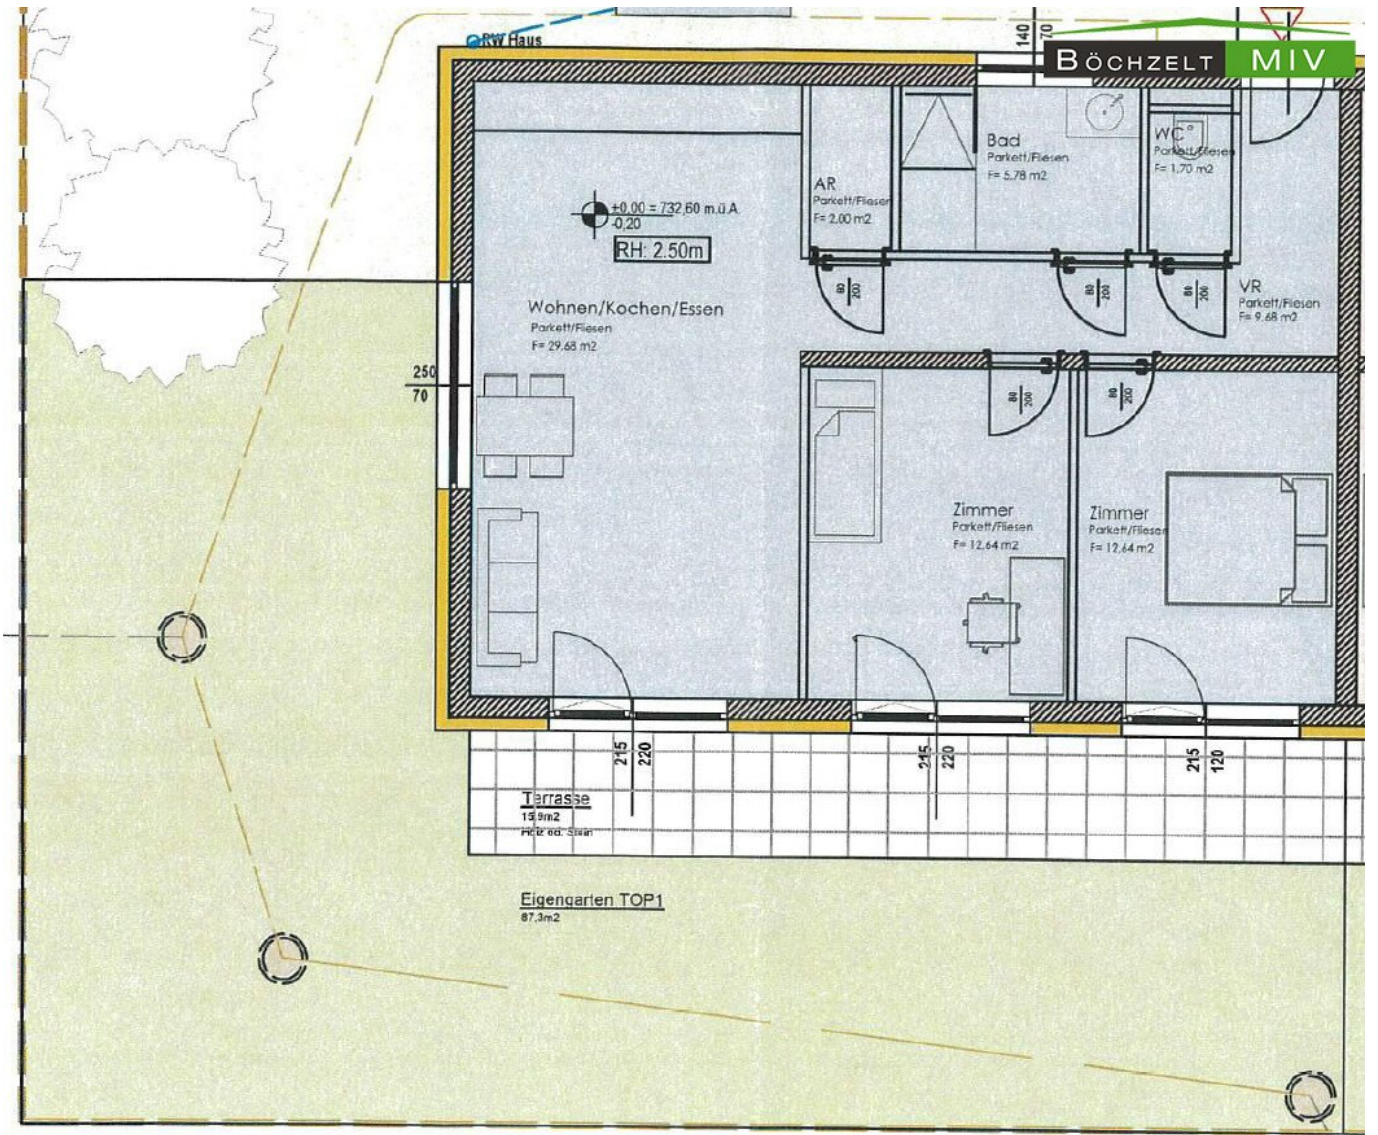 RW Haus
140
70
BÖCHZELT MIV
AR
Parkett/Fliesen
F= 2,00 m2
Bad
Parkett/Fliesen
F= 5,78 m2
WC
Parkett/Fliesen
F= 1,70 m2
±0,00 = 732,60 m.ü.A.
-0,20
RH: 2.50m
Wohnen/Kochen/Essen
Parkett/Fliesen
F= 29,68 m2
80
200
80
200
80
200
VR
Parkett/Fliesen
F= 9,68 m2
250
70
80
200
80
200
Zimmer
Parkett/Fliesen
F= 12,64 m2
Zimmer
Parkett/Fliesen
F= 12,64 m2
215
220
215
220
215
120
Terrasse
15,9m2
Holz od. Stein
Eigengarten TOP1
87,3m2